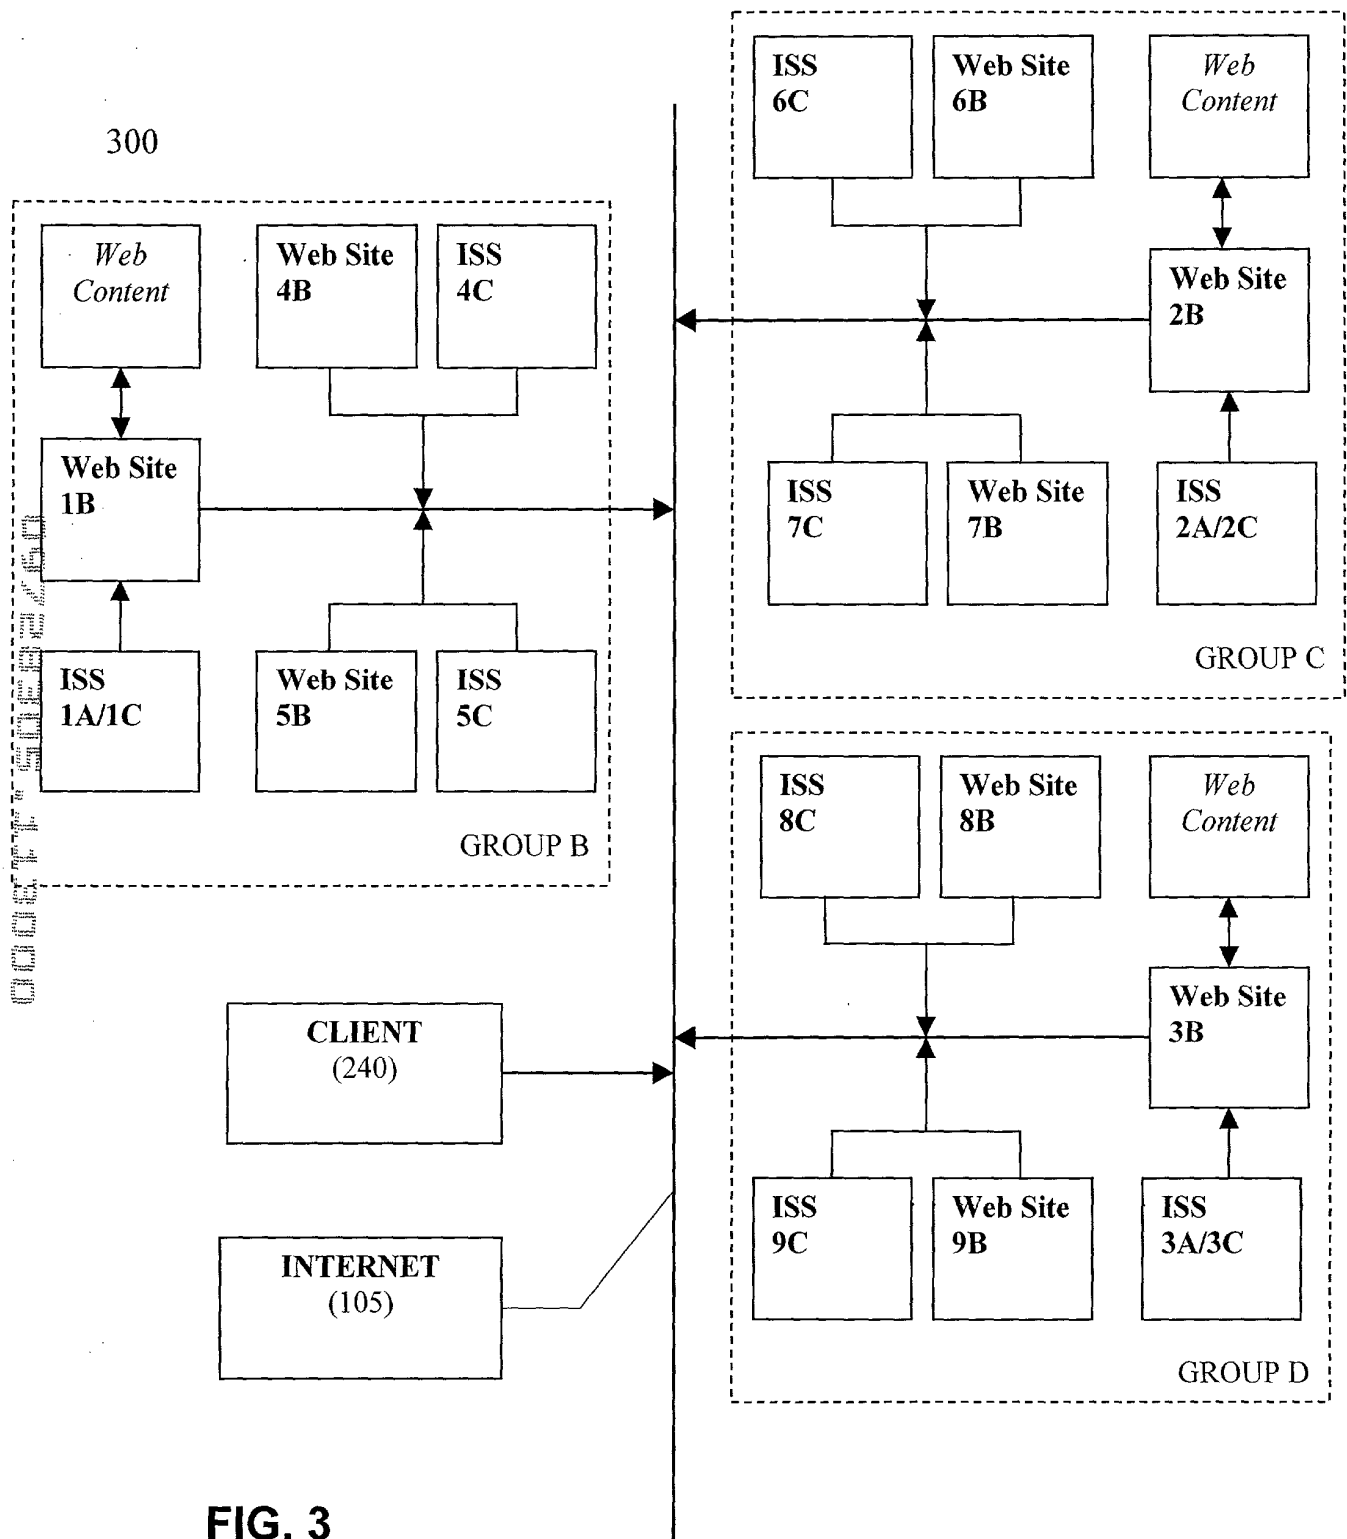 300
Web
Content
Web Site
4B
ISS
4C
Web Site
1B
ISS
1A/1C
Web Site
5B
ISS
5C
GROUP B
ISS
6C
Web Site
6B
Web
Content
Web Site
2B
ISS
7C
Web Site
7B
ISS
2A/2C
GROUP C
ISS
8C
Web Site
8B
Web
Content
Web Site
3B
ISS
9C
Web Site
9B
ISS
3A/3C
GROUP D
CLIENT
(240)
INTERNET
(105)
FIG. 3